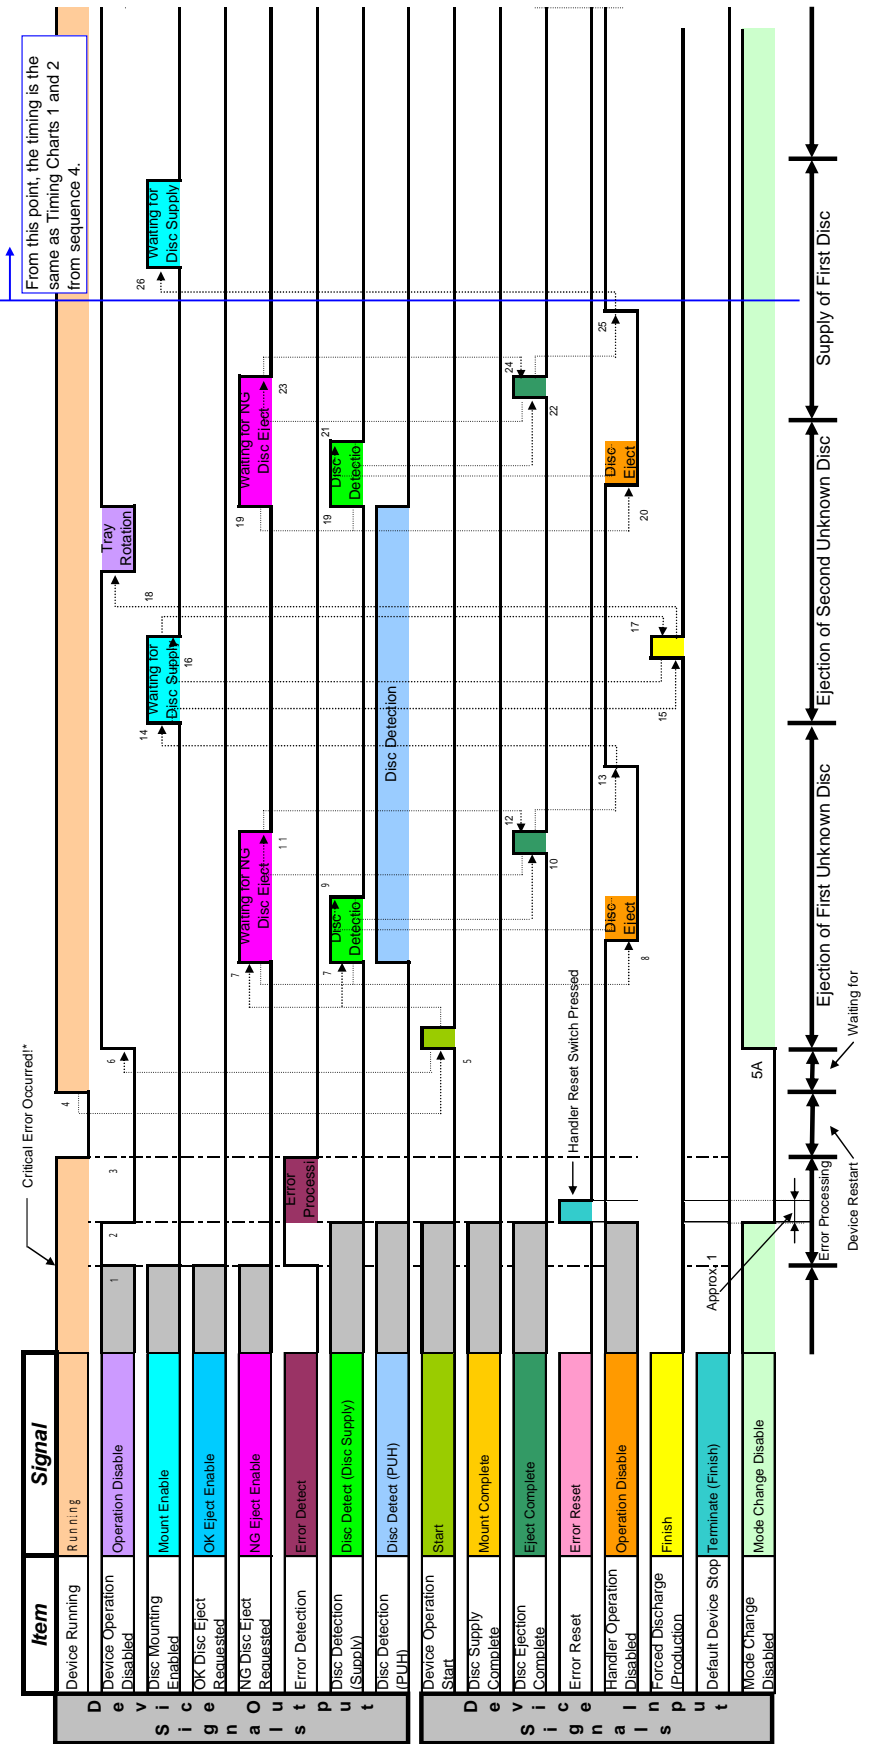 From this point, the timing is the
same as Timing Charts 1 and 2
from sequence 4.
Critical Error Occurred!*
Item
Signal
Device Running
Running
Device Operation
Disabled
Operation Disable
Disc Mounting
Enabled
Mount Enable
OK Disc Eject
Requested
OK Eject Enable
NG Disc Eject
Requested
NG Eject Enable
Error Detection
Error Detect
Disc Detection
(Supply)
Disc Detect (Disc Supply)
Disc Detection
(PUH)
Disc Detect (PUH)
Device Operation
Start
Start
Disc Supply
Complete
Mount Complete
Disc Ejection
Complete
Eject Complete
Error Reset
Error Reset
Handler Operation
Disabled
Operation Disable
Forced Discharge
(Production
Finish
Default Device Stop
Terminate (Finish)
Mode Change
Disabled
Mode Change Disable
Device
Signal
Output
Device
Signal
Input
1
2
3
4
5
5A
6
7
7
8
9
10
11
12
13
14
15
16
17
18
19
19
20
21
22
23
24
25
26
Error
Processi
Waiting for NG
Disc Eject
Disc
Detectio
Disc
Eject
Disc Detection
Waiting for
Disc Supply
Tray
Rotation
Waiting for NG
Disc Eject
Disc
Detectio
Disc
Eject
Waiting for
Disc Supply
Handler Reset Switch Pressed
Approx. 1
Error Processing
Device Restart
Waiting for
Ejection of First Unknown Disc
Ejection of Second Unknown Disc
Supply of First Disc